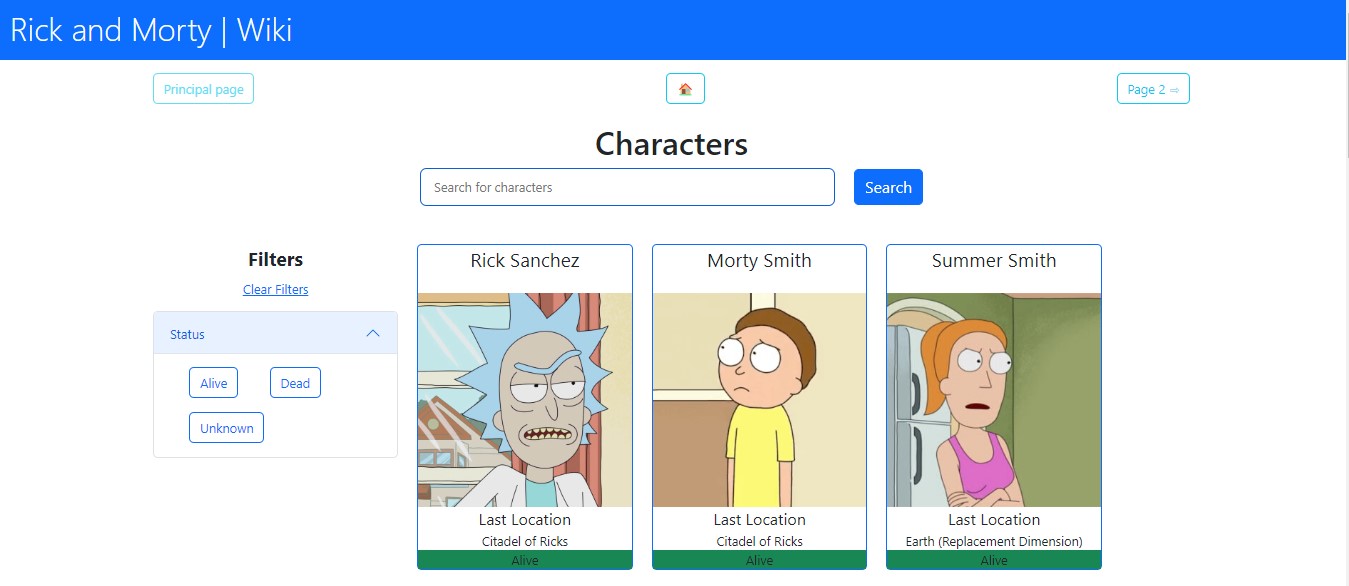 Rick and Morty | Wiki
Principal page
Page 2 ⇨
Characters
Search for characters
Search
Filters
Clear Filters
Status
Alive
Dead
Unknown
Rick Sanchez
Morty Smith
Summer Smith
Last Location
Citadel of Ricks
Alive
Last Location
Citadel of Ricks
Alive
Last Location
Earth (Replacement Dimension)
Alive